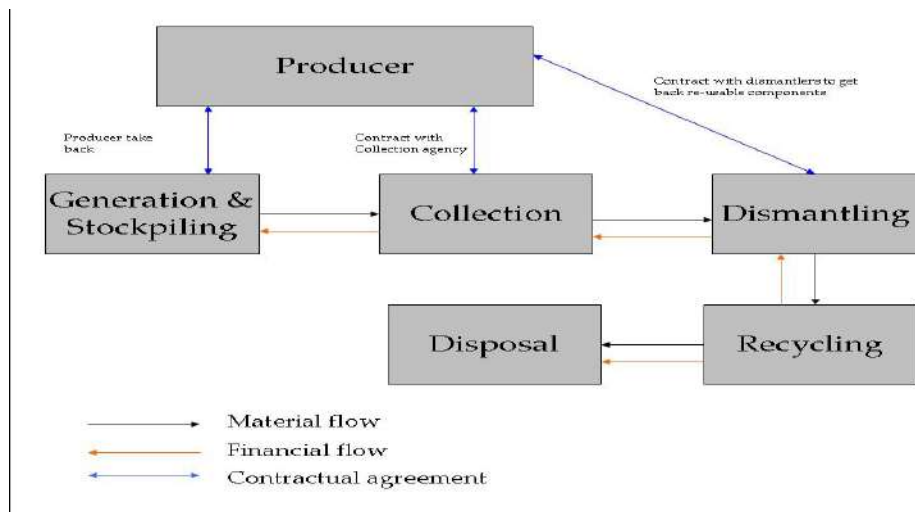 Producer
Contract with dismantlers to get
back re-usable components
Producer take
back
Contract with
Collection agency
Generation &
Stockpiling
Collection
Dismantling
Disposal
Recycling
Material flow
Financial flow
Contractual agreement